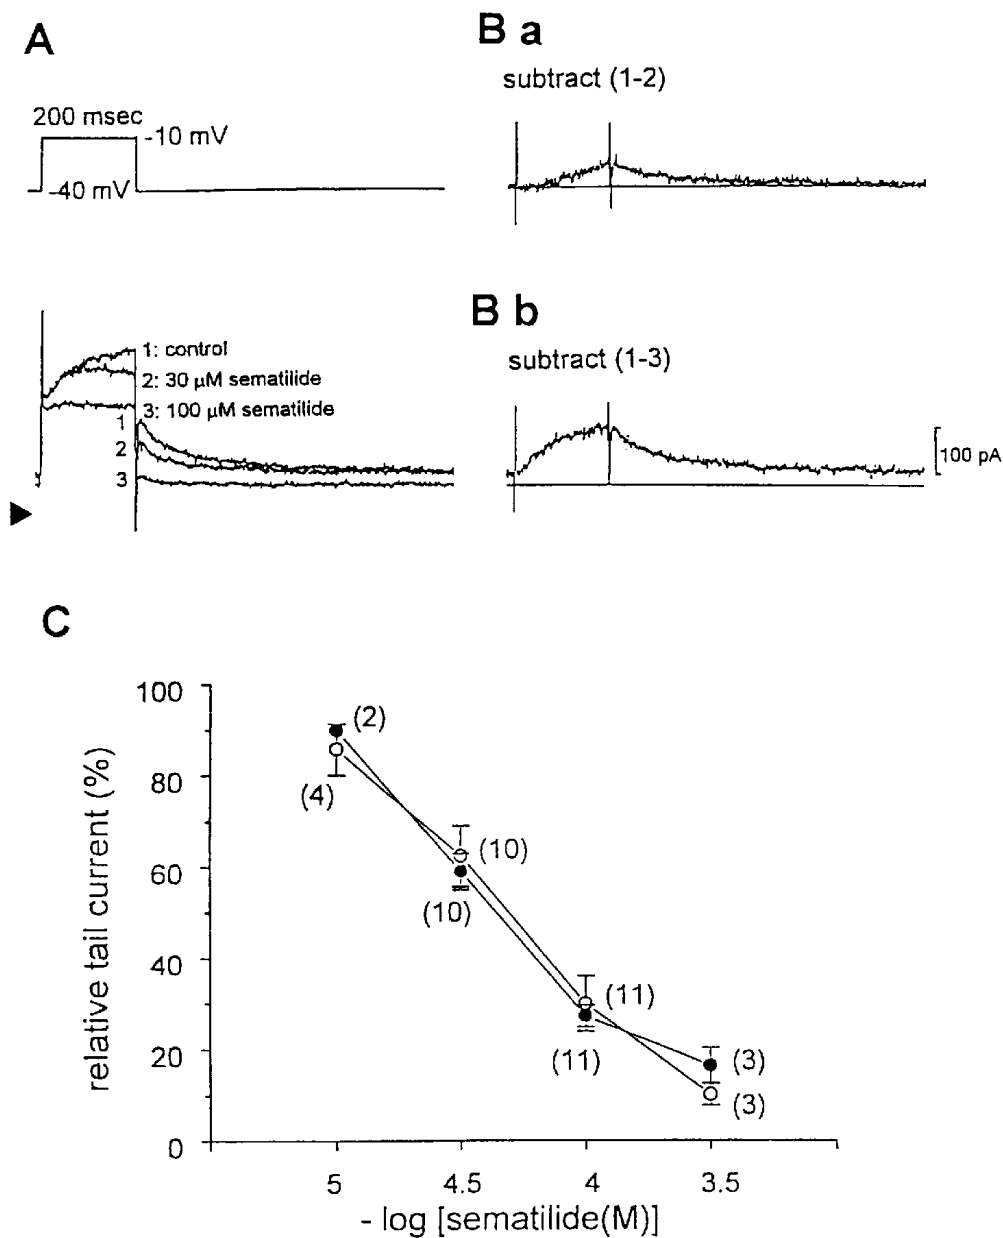 A
200 msec
-10 mV
-40 mV
1: control
2: 30 µM sematilide
3: 100 µM sematilide
1
2
3
B a
subtract (1-2)
B b
subtract (1-3)
100 pA
C
relative tail current (%)
100
80
60
40
20
0
(2)
(4)
(10)
(10)
(11)
(11)
(3)
(3)
5
4.5
4
3.5
- log [sematilide(M)]